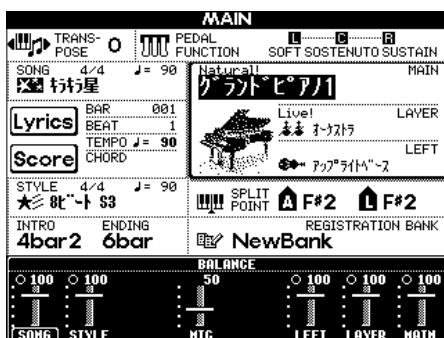 MAIN
TRANS-
POSE 0
PEDAL
FUNCTION
L C R
SOFT SOSTENUTO SUSTAIN
SONG 4/4 ♩= 90
ｷﾗｷﾗ星
Natural! MAIN
ｸﾞﾗﾝﾄﾞﾋﾟｱﾉ1
Lyrics
BAR 001
BEAT 1
TEMPO ♩= 90
CHORD
Score
Live! LAYER
ｵｰｹｽﾄﾗ
LEFT
ｱｯﾌﾟﾗｲﾄﾍﾞｰｽ
STYLE 4/4 ♩= 90
8ﾋﾞｰﾄ S3
SPLIT
POINT A F#2 L F#2
INTRO ENDING
4bar2 6bar
REGISTRATION BANK
NewBank
BALANCE
100 100 50 100 100 100
SONG STYLE MIC LEFT LAYER MAIN